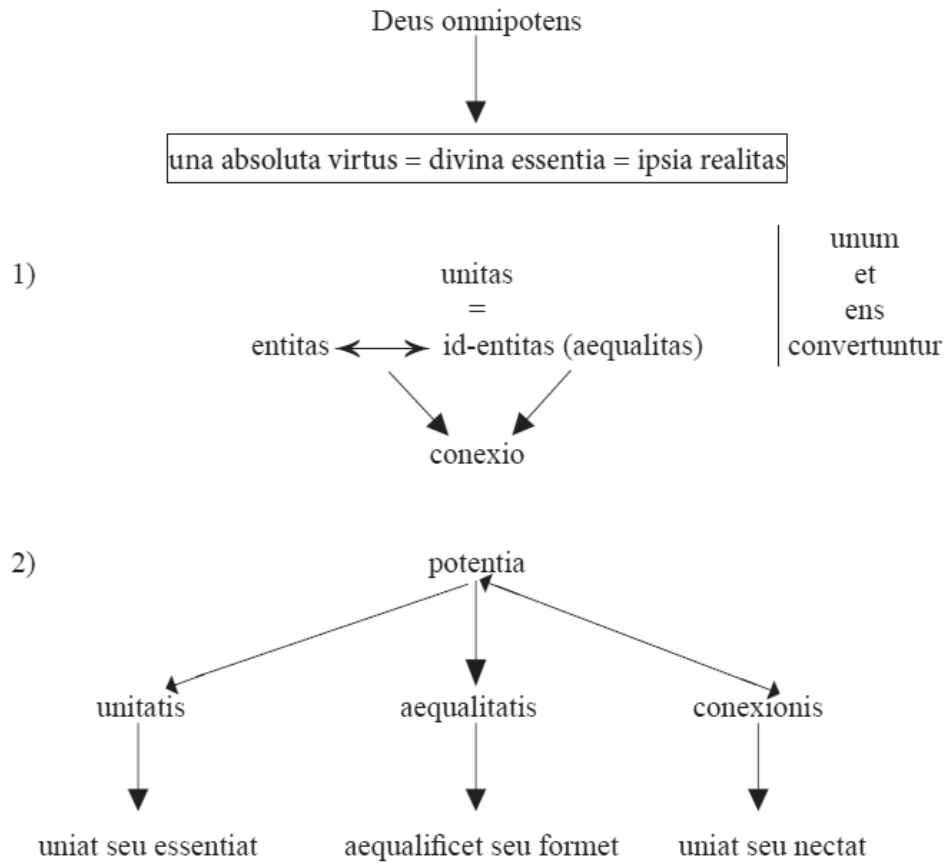 Deus omnipotens
una absoluta virtus = divina essentia = ipsia realitas
1)
unitas
=
entitas id-entitas (aequalitas)
conexio
unum
et
ens
convertuntur
2)
potentia
unitatis aequalitatis conexionis
uniat seu essentiat aequalificet seu formet uniat seu nectat